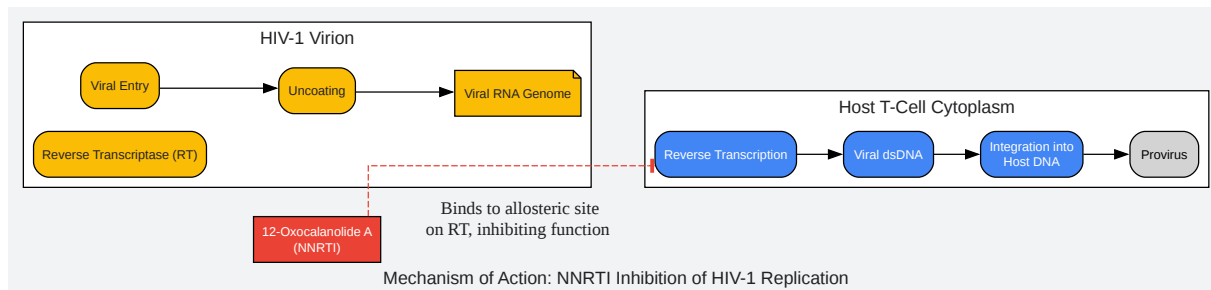 HIV-1 Virion
Viral Entry
Uncoating
Viral RNA Genome
Reverse Transcriptase (RT)
Host T-Cell Cytoplasm
Reverse Transcription
Viral dsDNA
Integration into
Host DNA
Provirus
12-Oxocalanolide A
(NNRTI)
Binds to allosteric site
on RT, inhibiting function
Mechanism of Action: NNRTI Inhibition of HIV-1 Replication